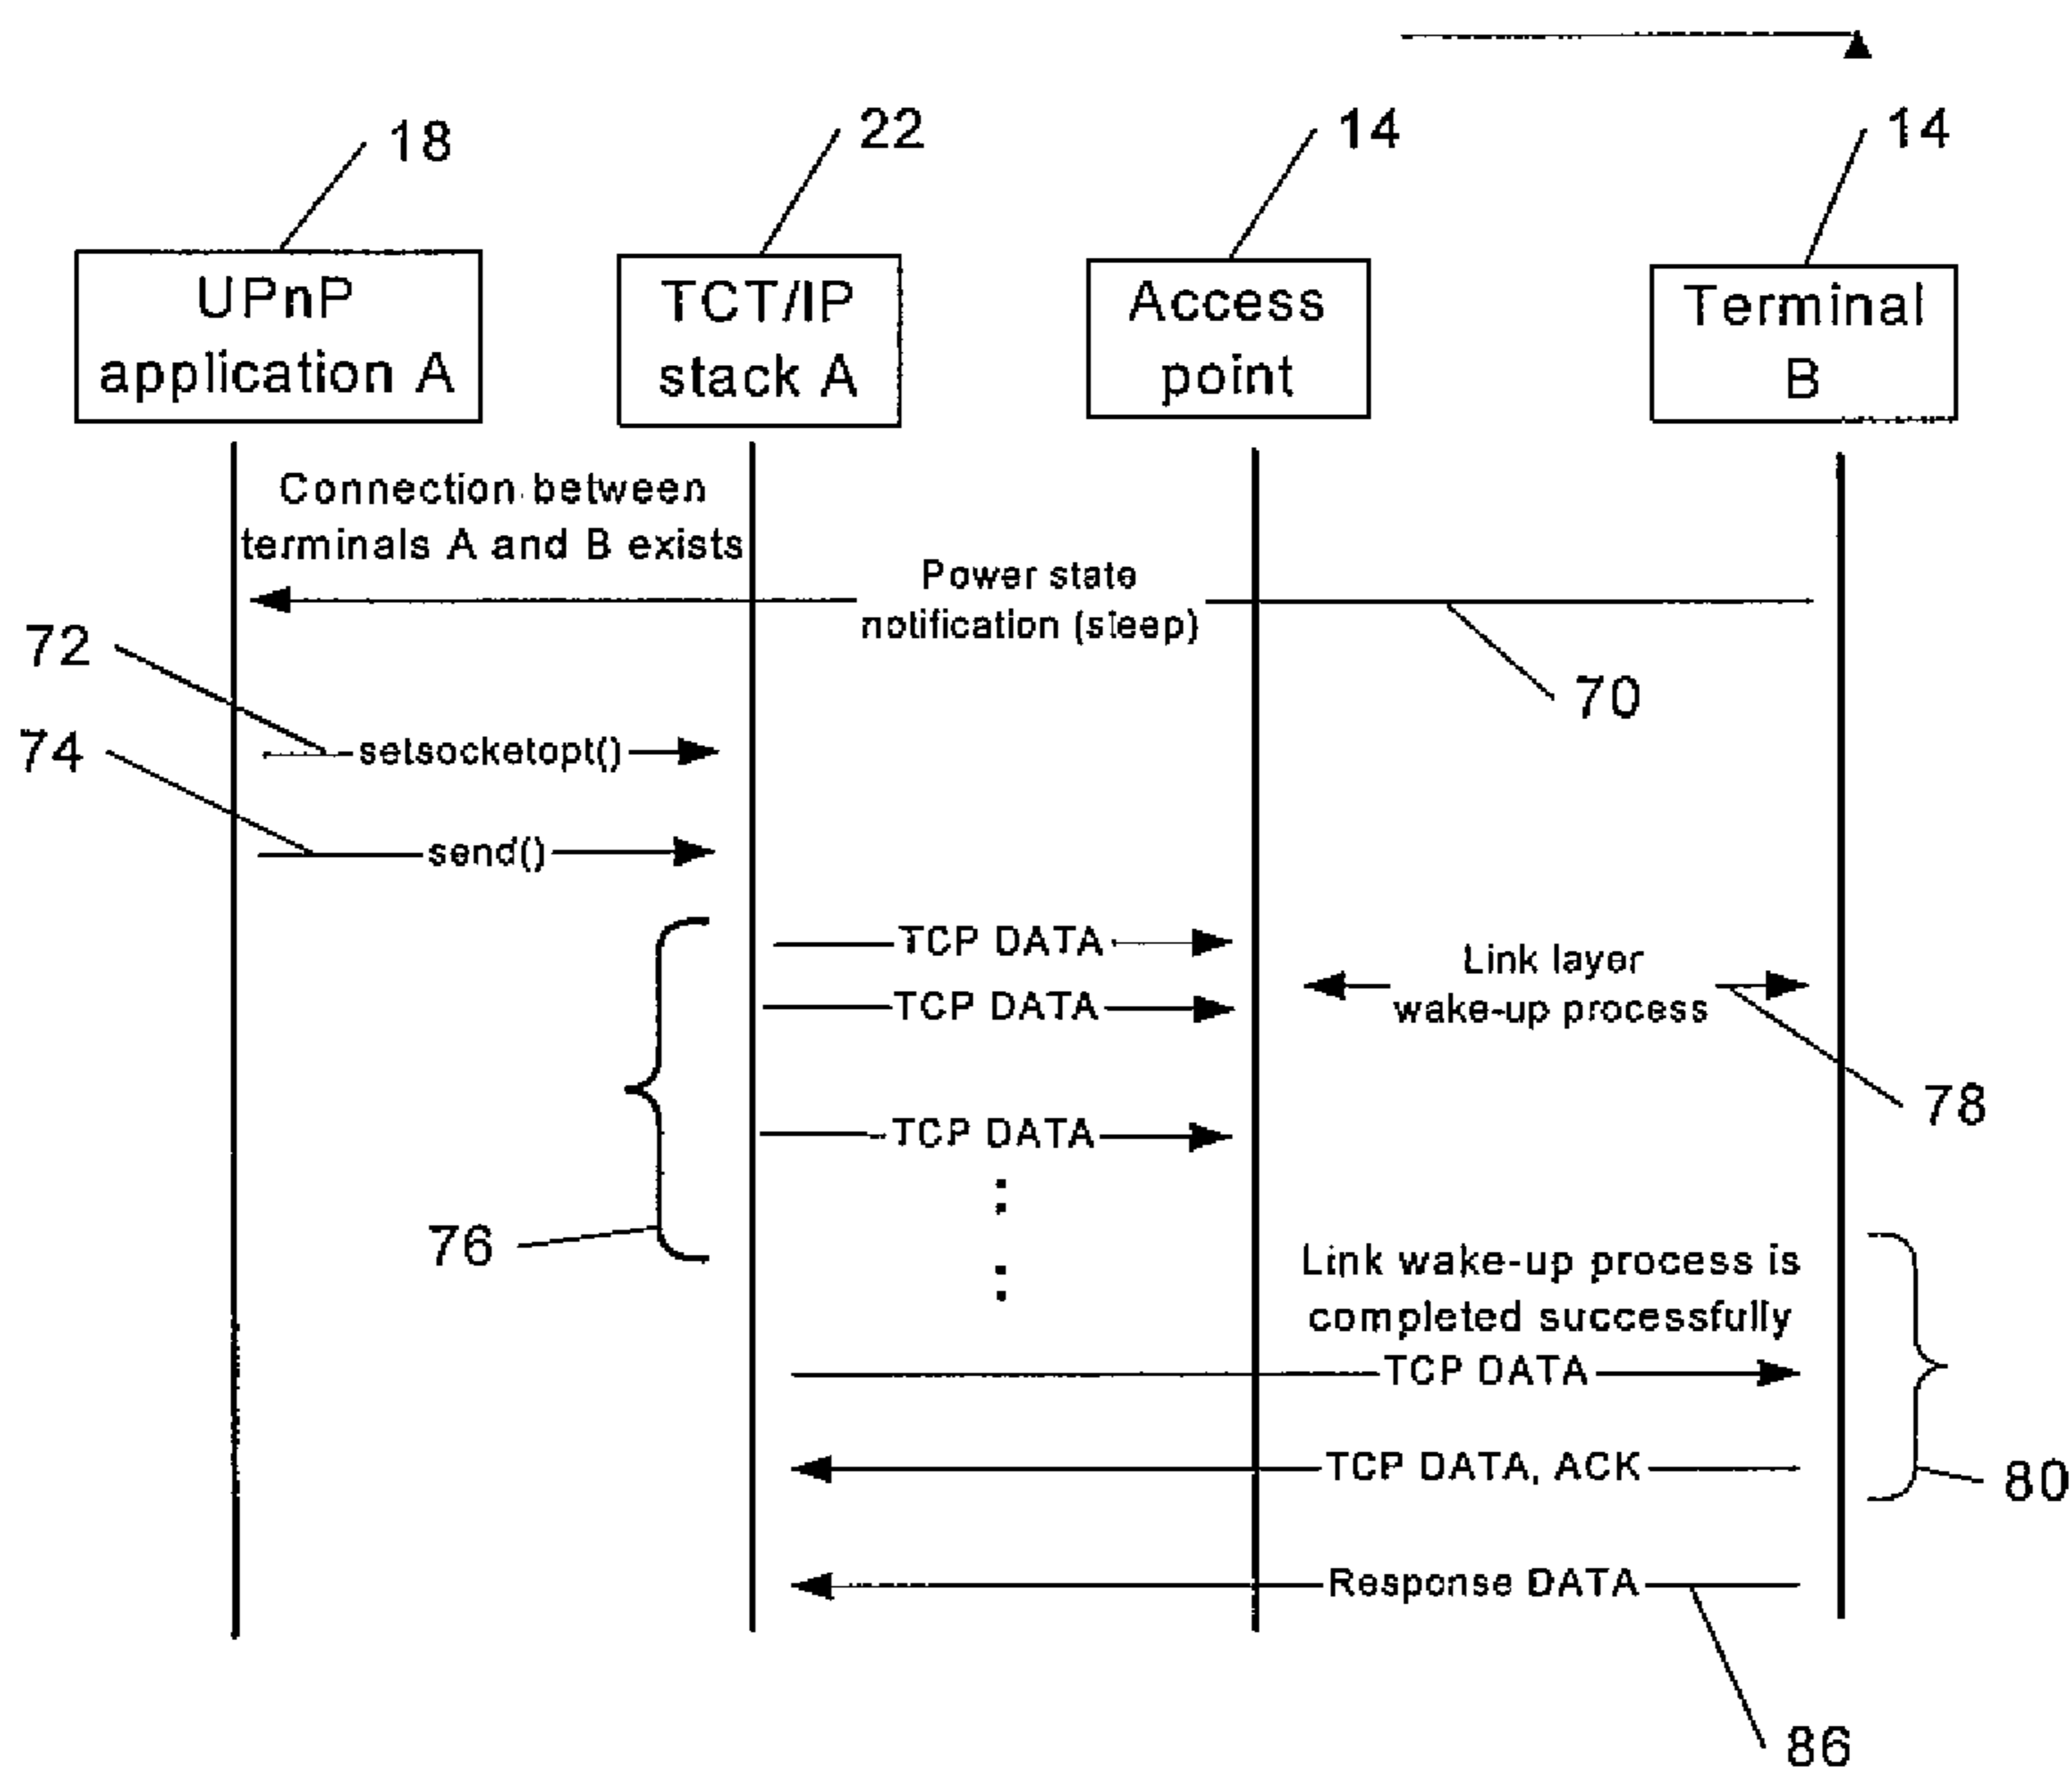 18
22
14
14
UPnP
application A
TCT/IP
stack A
Access
point
Terminal
B
Connection between
terminals A and B exists
Power state
notification (sleep)
70
72
setsocketopt()
74
send()
TCP DATA
TCP DATA
Link layer
wake-up process
78
TCP DATA
76
Link wake-up process is
completed successfully
TCP DATA
TCP DATA, ACK
80
Response DATA
86